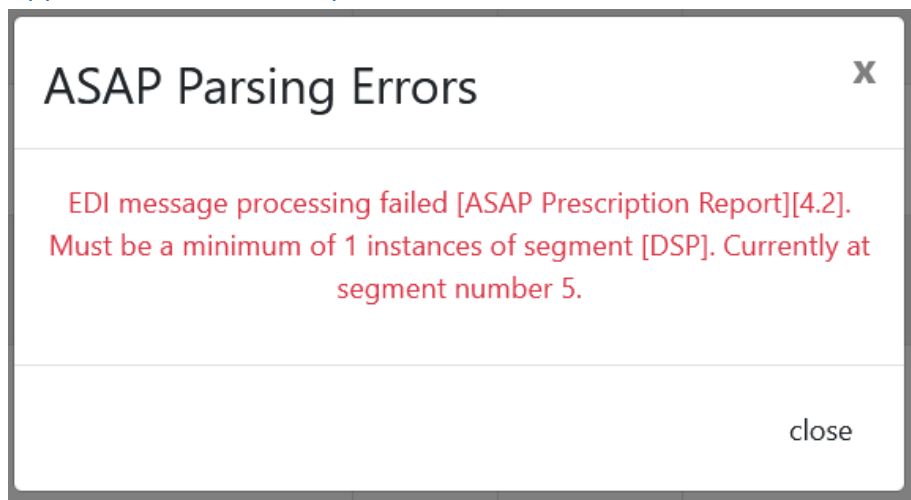 ASAP Parsing Errors
x
EDI message processing failed [ASAP Prescription Report][4.2].
Must be a minimum of 1 instances of segment [DSP]. Currently at
segment number 5.
close